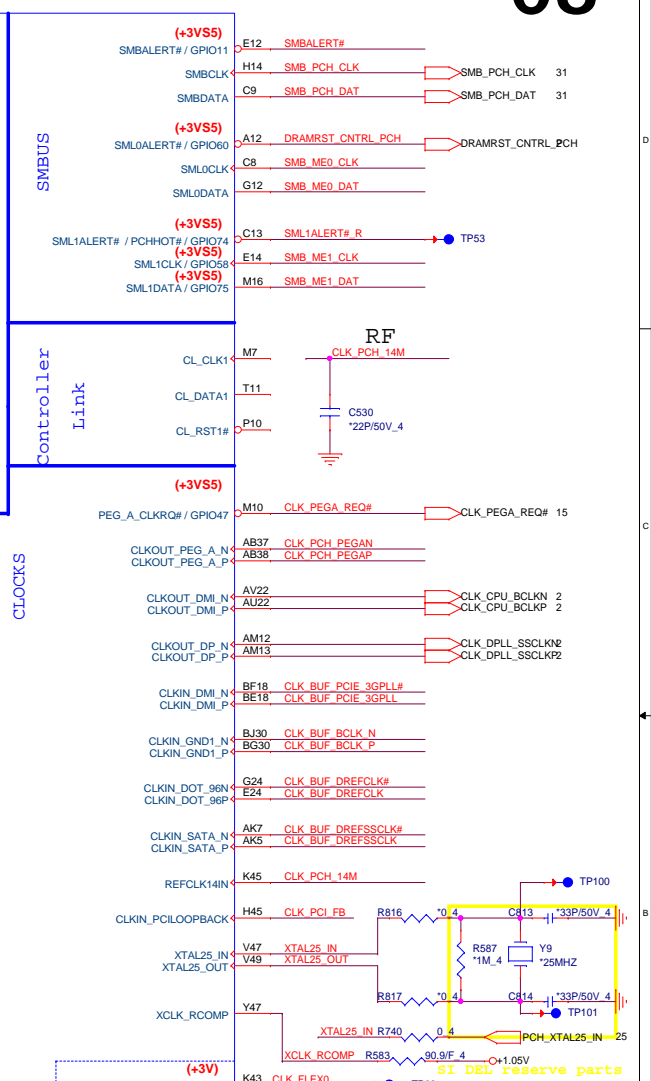 (+3VS5)
SMBALERT# / GPIO11 E12 SMBALERT#
SMBCLK H14 SMB_PCH_CLK SMB_PCH_CLK 31
SMBDATA C9 SMB_PCH_DAT SMB_PCH_DAT 31
SMBUS
(+3VS5)
SML0ALERT# / GPIO60 A12 DRAMRST_CNTRL_PCH DRAMRST_CNTRL_PCH
D
SML0CLK C8 SMB_ME0_CLK
SML0DATA G12 SMB_ME0_DAT
(+3VS5)
SML1ALERT# / PCHHOT# / GPIO74 C13 SML1ALERT#_R TP53
(+3VS5)
SML1CLK / GPIO58 E14 SMB_ME1_CLK
(+3VS5)
SML1DATA / GPIO75 M16 SMB_ME1_DAT
RF
Controller
Link
CL_CLK1 M7 CLK_PCH_14M
CL_DATA1 T11
C530
*22P/50V_4
CL_RST1# P10
(+3VS5)
PEG_A_CLKRQ# / GPIO47 M10 CLK_PEGA_REQ# CLK_PEGA_REQ# 15
C
CLOCKS
CLKOUT_PEG_A_N AB37 CLK_PCH_PEGAN
CLKOUT_PEG_A_P AB38 CLK_PCH_PEGAP
CLKOUT_DMI_N AV22 CLK_CPU_BCLKN 2
CLKOUT_DMI_P AU22 CLK_CPU_BCLKP 2
CLKOUT_DP_N AM12 CLK_DPLL_SSCLKN 2
CLKOUT_DP_P AM13 CLK_DPLL_SSCLKP 2
CLKIN_DMI_N BF18 CLK_BUF_PCIE_3GPLL#
CLKIN_DMI_P BE18 CLK_BUF_PCIE_3GPLL
CLKIN_GND1_N BJ30 CLK_BUF_BCLK_N
CLKIN_GND1_P BG30 CLK_BUF_BCLK_P
CLKIN_DOT_96N G24 CLK_BUF_DREFCLK#
CLKIN_DOT_96P E24 CLK_BUF_DREFCLK
CLKIN_SATA_N AK7 CLK_BUF_DREFSSCLK#
CLKIN_SATA_P AK5 CLK_BUF_DREFSSCLK
REFCLK14IN K45 CLK_PCH_14M TP100
CLKIN_PCILOOPBACK H45 CLK_PCI_FB R816 *0_4 C813 *33P/50V_4
B
XTAL25_IN V47 XTAL25_IN R587 Y9
XTAL25_OUT V49 XTAL25_OUT *1M_4 *25MHZ
R817 *0_4 C814 *33P/50V_4
XCLK_RCOMP Y47 TP101
XTAL25_IN R740 0_4 PCH_XTAL25_IN 25
XCLK_RCOMP R583 90.9/F_4 +1.05V
(+3V) SI DEL reserve parts
K43 CLK_FLEX0